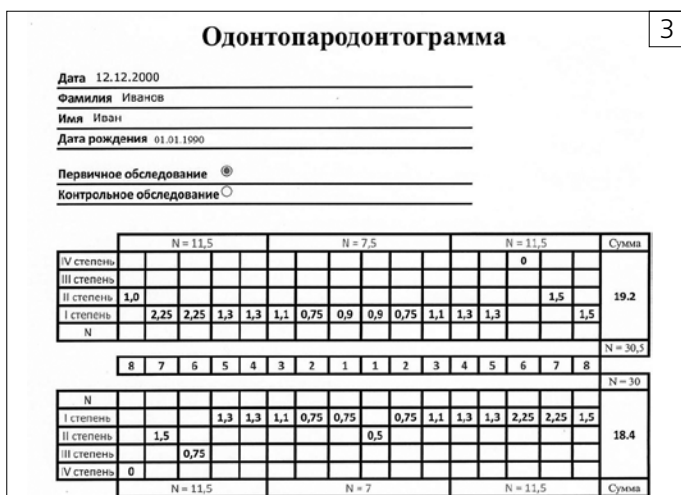 3
Одонтопародонтограмма
Дата 12.12.2000
Фамилия Иванов
Имя Иван
Дата рождения 01.01.1990
Первичное обследование
Контрольное обследование
N = 11,5 N = 7,5 N = 11,5 Сумма
IV степень 0
III степень
II степень 1,0 1,5 19.2
I степень 2,25 2,25 1,3 1,3 1,1 0,75 0,9 0,9 0,75 1,1 1,3 1,3 1,5
N
N = 30,5
8 7 6 5 4 3 2 1 1 2 3 4 5 6 7 8
N = 30
N
I степень 1,3 1,3 1,1 0,75 0,75 0,75 1,1 1,3 1,3 2,25 2,25 1,5
II степень 1,5 0,5 18.4
III степень 0,75
IV степень 0
N = 11,5 N = 7 N = 11,5 Сумма